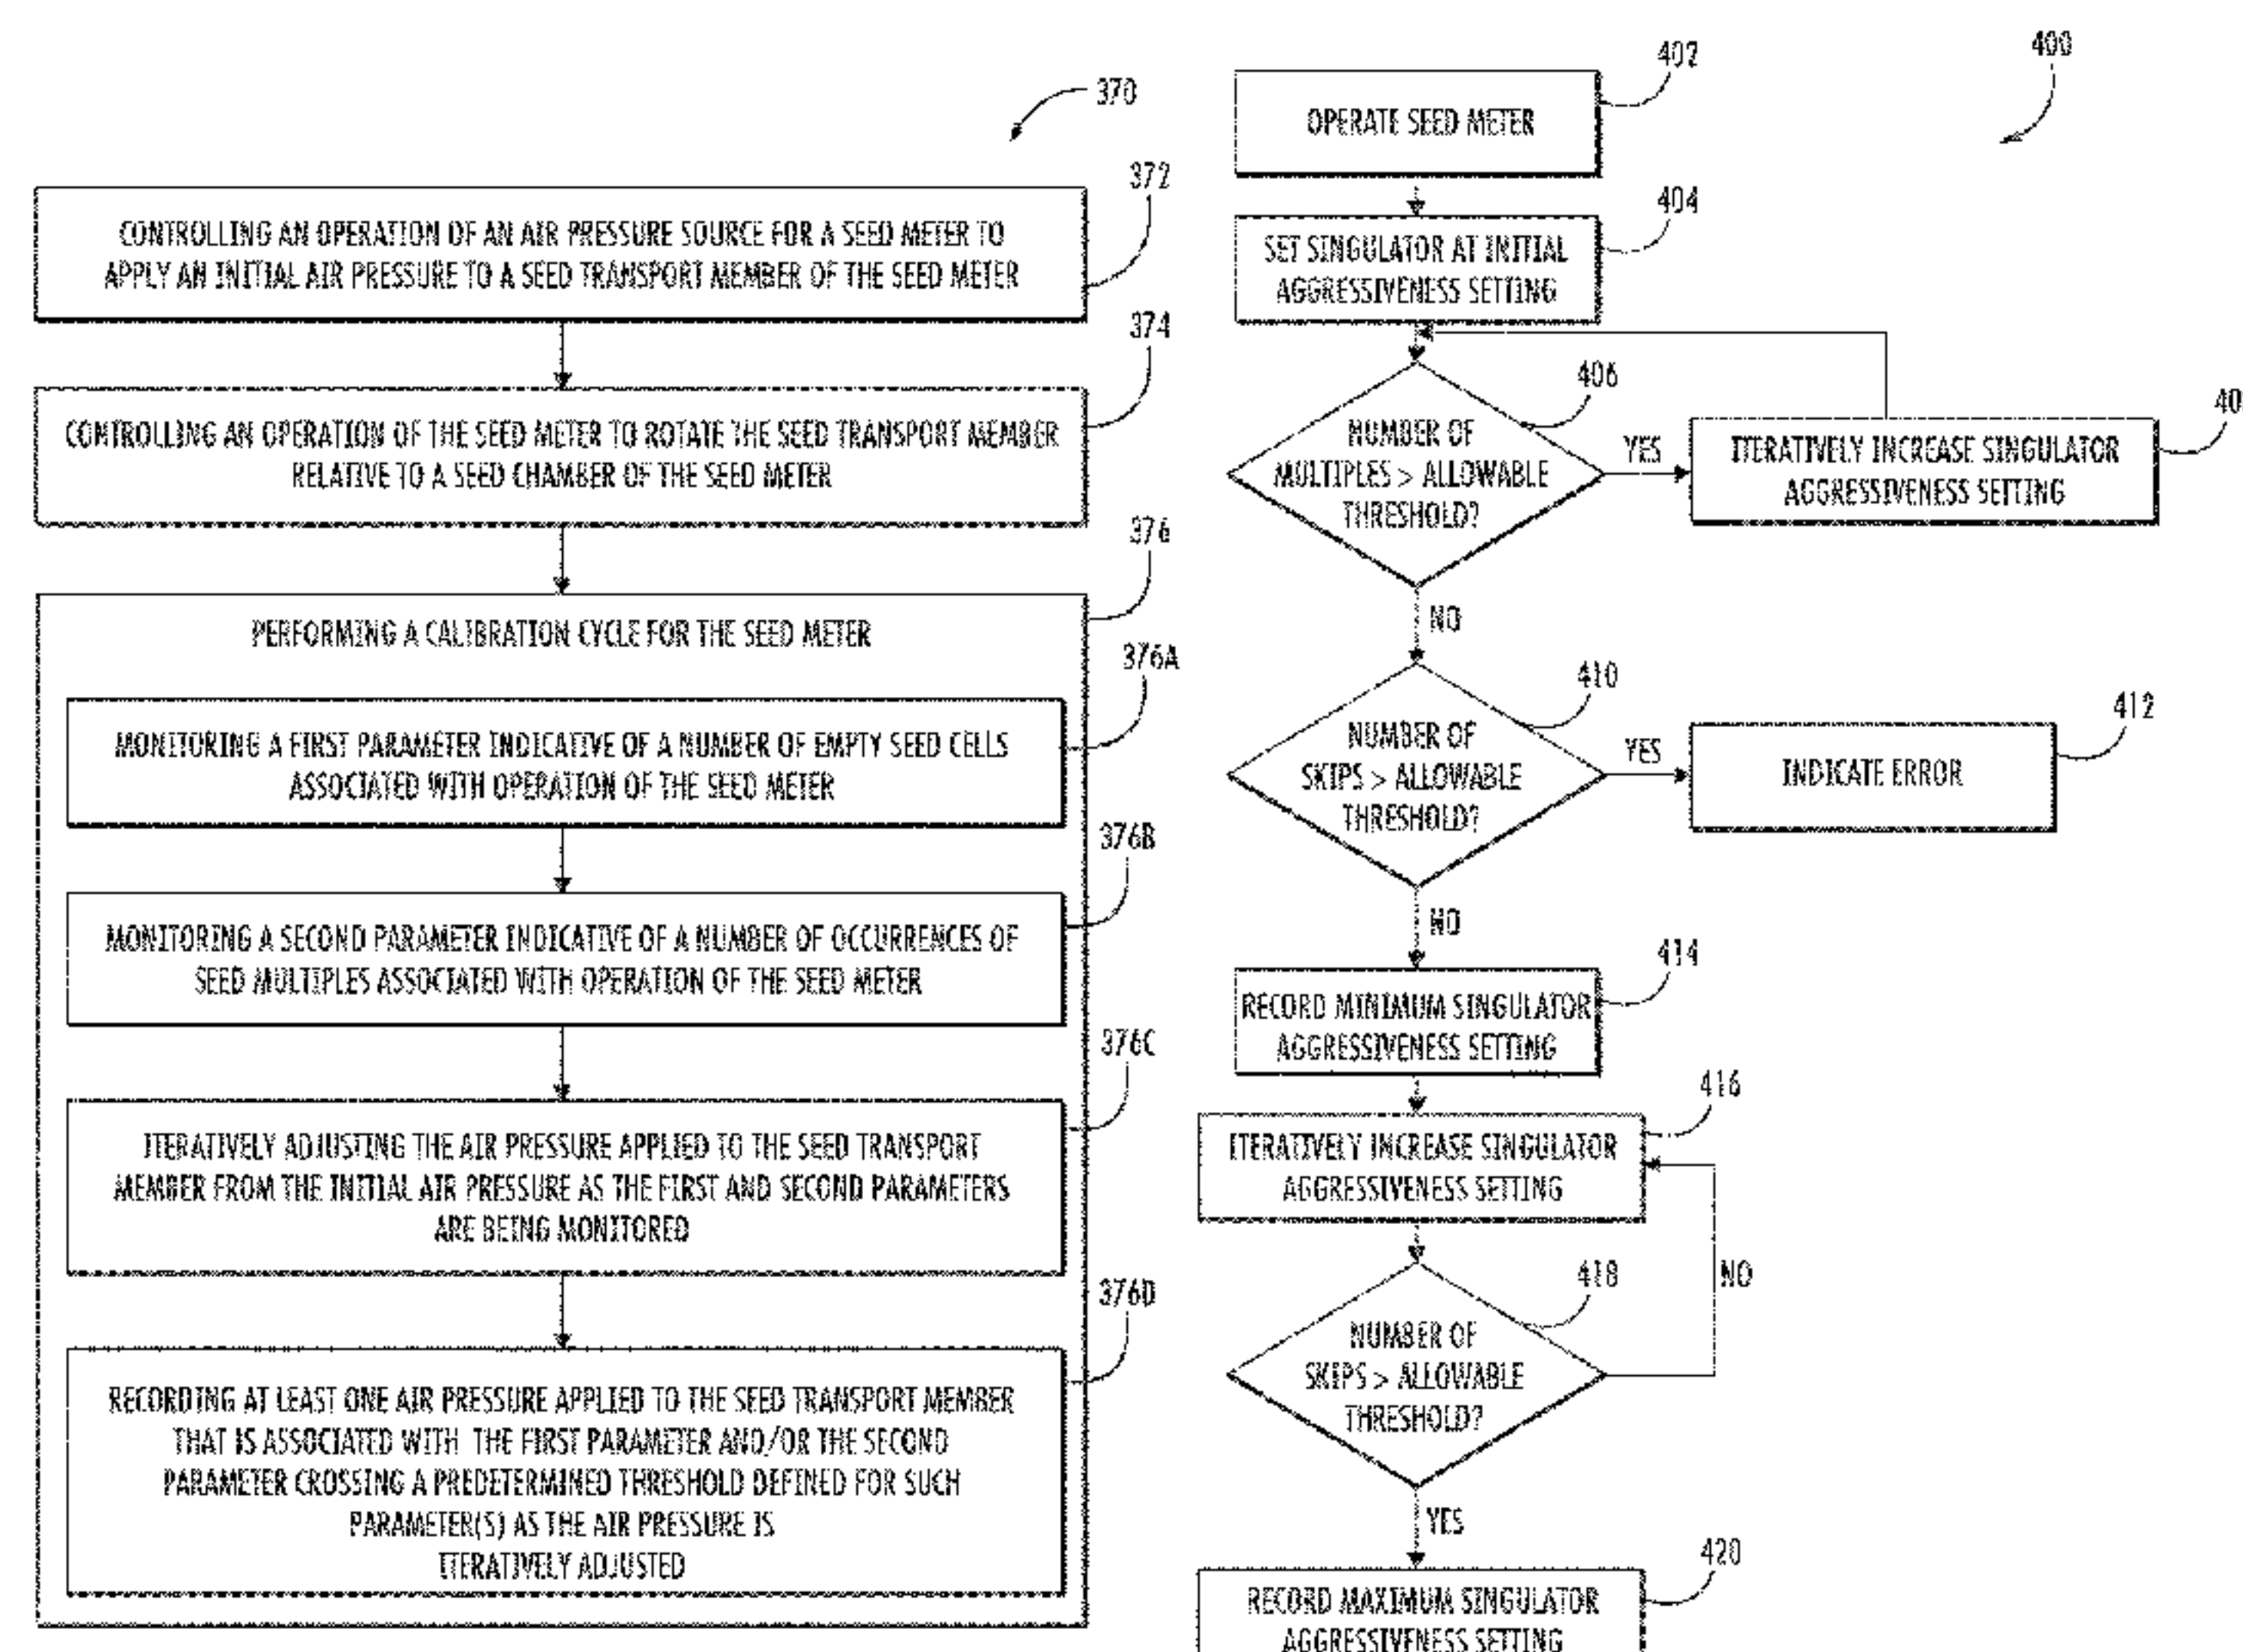 370
372
CONTROLLING AN OPERATION OF AN AIR PRESSURE SOURCE FOR A SEED METER TO
APPLY AN INITIAL AIR PRESSURE TO A SEED TRANSPORT MEMBER OF THE SEED METER
374
CONTROLLING AN OPERATION OF THE SEED METER TO ROTATE THE SEED TRANSPORT MEMBER
RELATIVE TO A SEED CHAMBER OF THE SEED METER
376
PERFORMING A CALIBRATION CYCLE FOR THE SEED METER
376A
MONITORING A FIRST PARAMETER INDICATIVE OF A NUMBER OF EMPTY SEED CELLS
ASSOCIATED WITH OPERATION OF THE SEED METER
376B
MONITORING A SECOND PARAMETER INDICATIVE OF A NUMBER OF OCCURRENCES OF
SEED MULTIPLES ASSOCIATED WITH OPERATION OF THE SEED METER
376C
ITERATIVELY ADJUSTING THE AIR PRESSURE APPLIED TO THE SEED TRANSPORT
MEMBER FROM THE INITIAL AIR PRESSURE AS THE FIRST AND SECOND PARAMETERS
ARE BEING MONITORED
376D
RECORDING AT LEAST ONE AIR PRESSURE APPLIED TO THE SEED TRANSPORT MEMBER
THAT IS ASSOCIATED WITH THE FIRST PARAMETER AND/OR THE SECOND
PARAMETER CROSSING A PREDETERMINED THRESHOLD DEFINED FOR SUCH
PARAMETER(S) AS THE AIR PRESSURE IS
ITERATIVELY ADJUSTED
400
402
OPERATE SEED METER
404
SET SINGULATOR AT INITIAL
AGGRESSIVENESS SETTING
406
NUMBER OF
MULTIPLES > ALLOWABLE
THRESHOLD?
YES
40
ITERATIVELY INCREASE SINGULATOR
AGGRESSIVENESS SETTING
NO
410
NUMBER OF
SKIPS > ALLOWABLE
THRESHOLD?
YES
412
INDICATE ERROR
NO
414
RECORD MINIMUM SINGULATOR
AGGRESSIVENESS SETTING
416
ITERATIVELY INCREASE SINGULATOR
AGGRESSIVENESS SETTING
418
NUMBER OF
SKIPS > ALLOWABLE
THRESHOLD?
NO
YES
420
RECORD MAXIMUM SINGULATOR
AGGRESSIVENESS SETTING